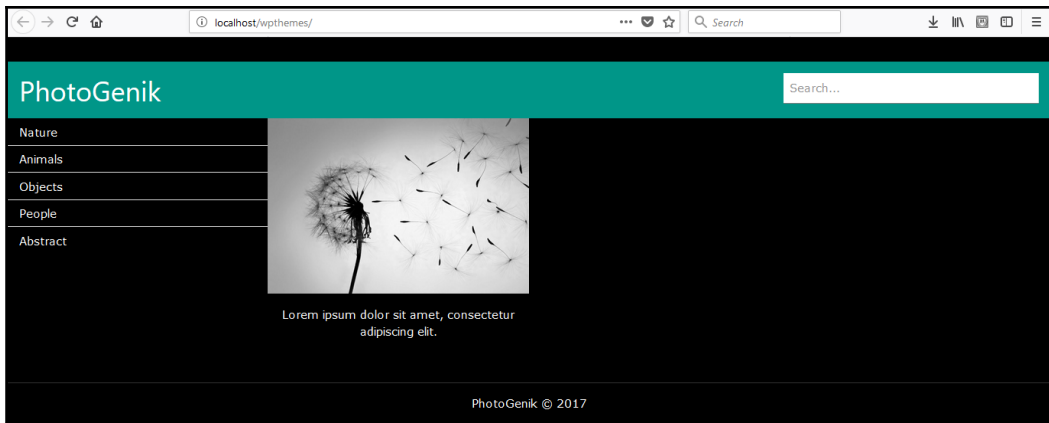 localhost/wpthemes/
Search
PhotoGenik
Search...
Nature
Animals
Objects
People
Abstract
Lorem ipsum dolor sit amet, consectetur
adipiscing elit.
PhotoGenik © 2017